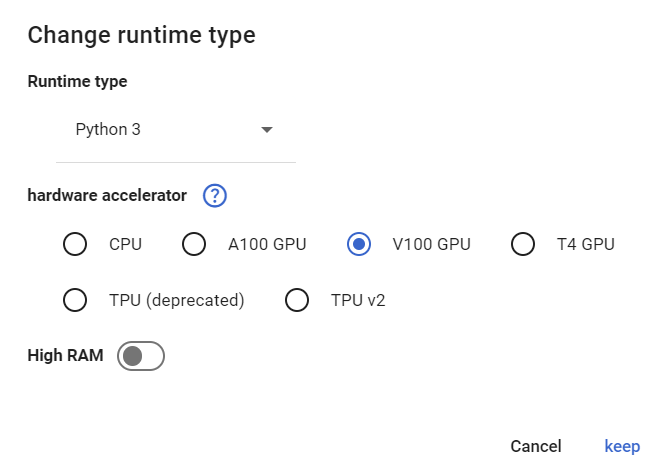 Change runtime type
Runtime type
Python 3
hardware accelerator ?
CPU A100 GPU V100 GPU T4 GPU
TPU (deprecated) TPU v2
High RAM
Cancel keep